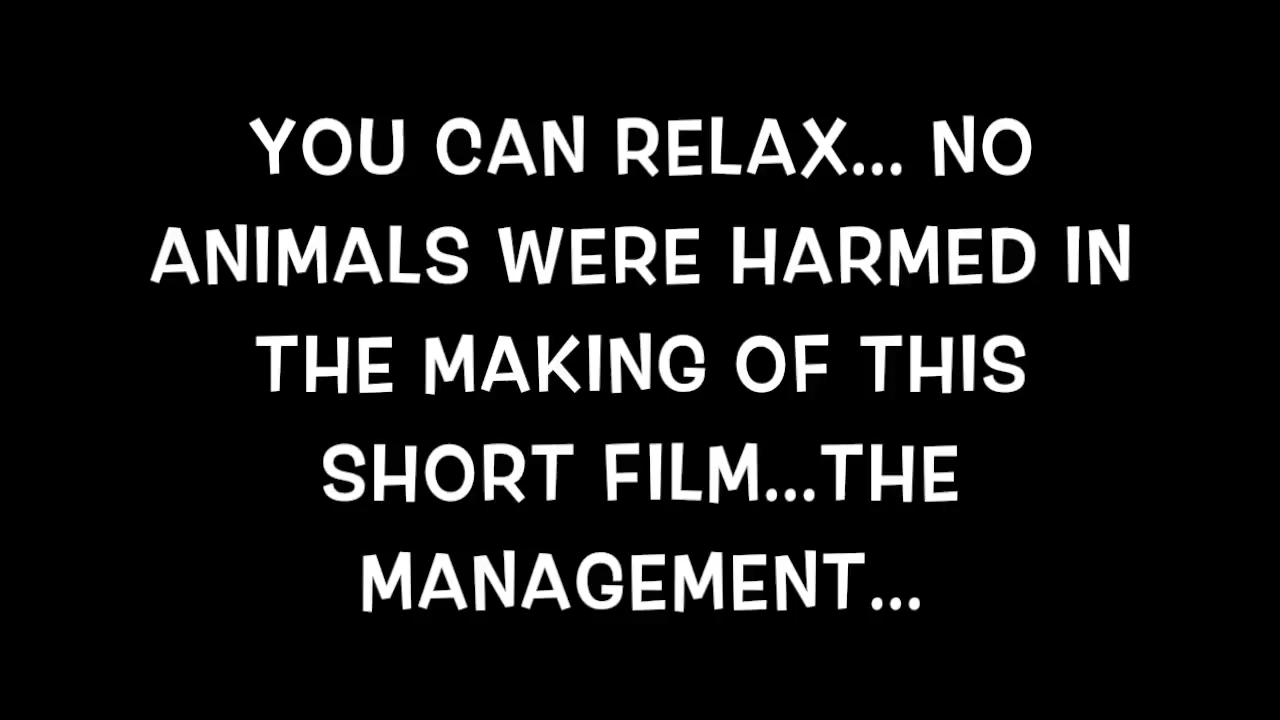 YOU CAN RELAX... NO
ANIMALS WERE HARMED IN
THE MAKING OF THIS
SHORT FILM...THE
MANAGEMENT...